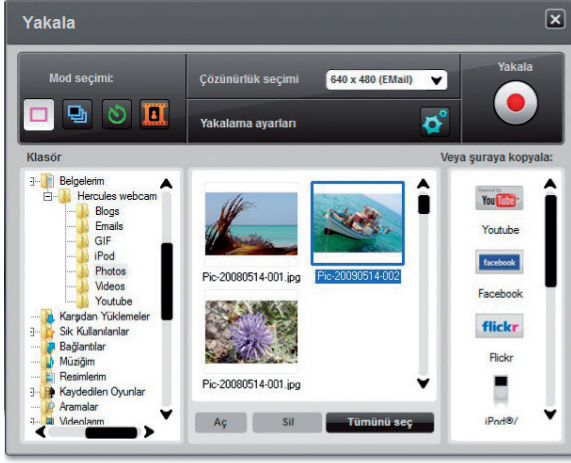 Yakala
Mod seçimi:
Çözünürlük seçimi
640 x 480 (EMail)
Yakalama ayarları
Yakala
Klasör
Veya şuraya kopyala:
Belgelerim
Hercules webcam
Blogs
Emails
GIF
iPod
Photos
Videos
Youtube
Karşıdan Yüklemeler
Sık Kullanılanlar
Bağlantılar
Müziğim
Resimlerim
Kaydedilen Oyunlar
Aramalar
Videolarım
Pic-20080514-001.jpg
Pic-20090514-002
Pic-20080514-001.jpg
Aç
Sil
Tümünü seç
Powered by
YouTube
Youtube
facebook
Facebook
flickr
Flickr
iPod®/